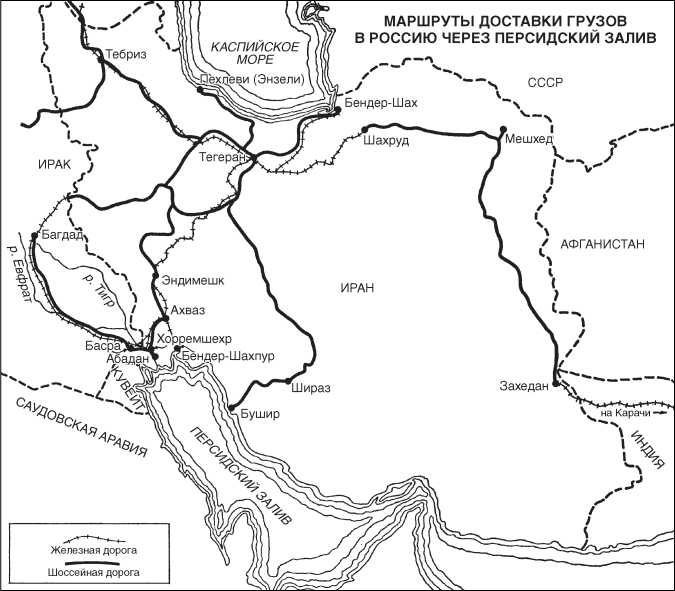 МАРШРУТЫ ДОСТАВКИ ГРУЗОВ
В РОССИЮ ЧЕРЕЗ ПЕРСИДСКИЙ ЗАЛИВ
КАСПИЙСКОЕ
МОРЕ
Тебриз
Пехлеви (Энзели)
СССР
Бендер-Шах
Шахруд
Мешхед
Тегеран
ИРАК
Багдад
р. Евфрат
р. Тигр
АФГАНИСТАН
Эндимешк
ИРАН
Ахваз
Хорремшехр
Басра
Абадан
Бендер-Шахпур
КУВЕЙТ
Шираз
Захедан
Бушир
на Карачи
САУДОВСКАЯ АРАВИЯ
ПЕРСИДСКИЙ ЗАЛИВ
ИНДИЯ
Железная дорога
Шоссейная дорога